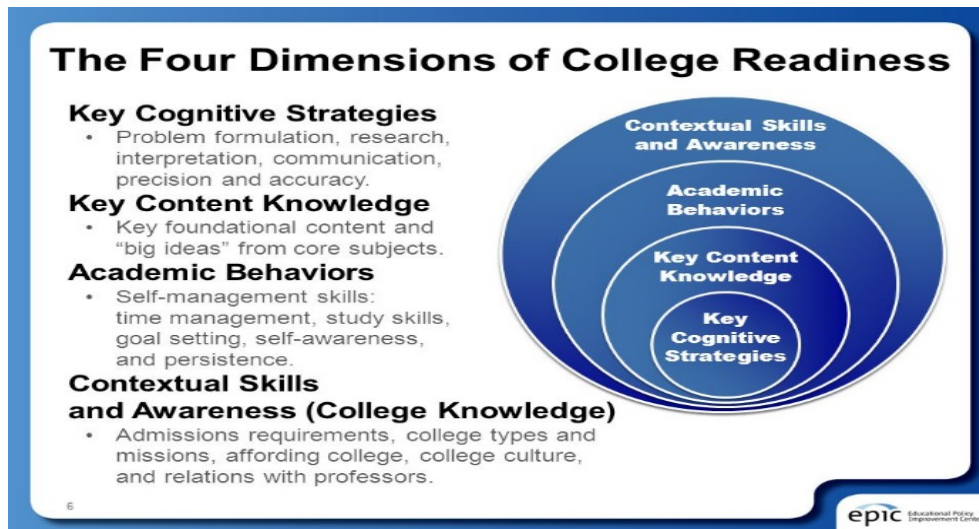 The Four Dimensions of College Readiness
Key Cognitive Strategies
• Problem formulation, research,
interpretation, communication,
precision and accuracy.
Key Content Knowledge
• Key foundational content and
“big ideas” from core subjects.
Academic Behaviors
• Self-management skills:
time management, study skills,
goal setting, self-awareness,
and persistence.
Contextual Skills
and Awareness (College Knowledge)
• Admissions requirements, college types and
missions, affording college, college culture,
and relations with professors.
Contextual Skills
and Awareness
Academic
Behaviors
Key Content
Knowledge
Key
Cognitive
Strategies
6
epic
Educational Policy
Improvement Center